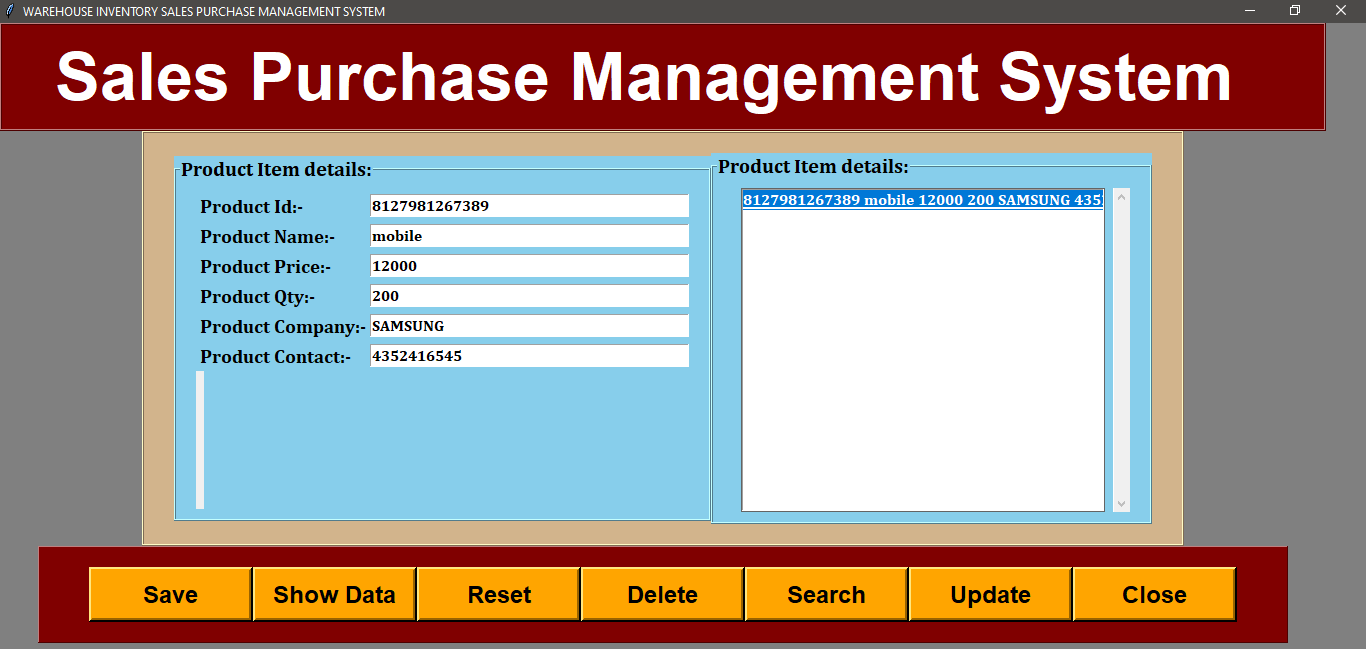 WAREHOUSE INVENTORY SALES PURCHASE MANAGEMENT SYSTEM
Sales Purchase Management System
Product Item details:
Product Id:- 8127981267389
Product Name:- mobile
Product Price:- 12000
Product Qty:- 200
Product Company:- SAMSUNG
Product Contact:- 4352416545
Product Item details:
8127981267389 mobile 12000 200 SAMSUNG 435
Save Show Data Reset Delete Search Update Close